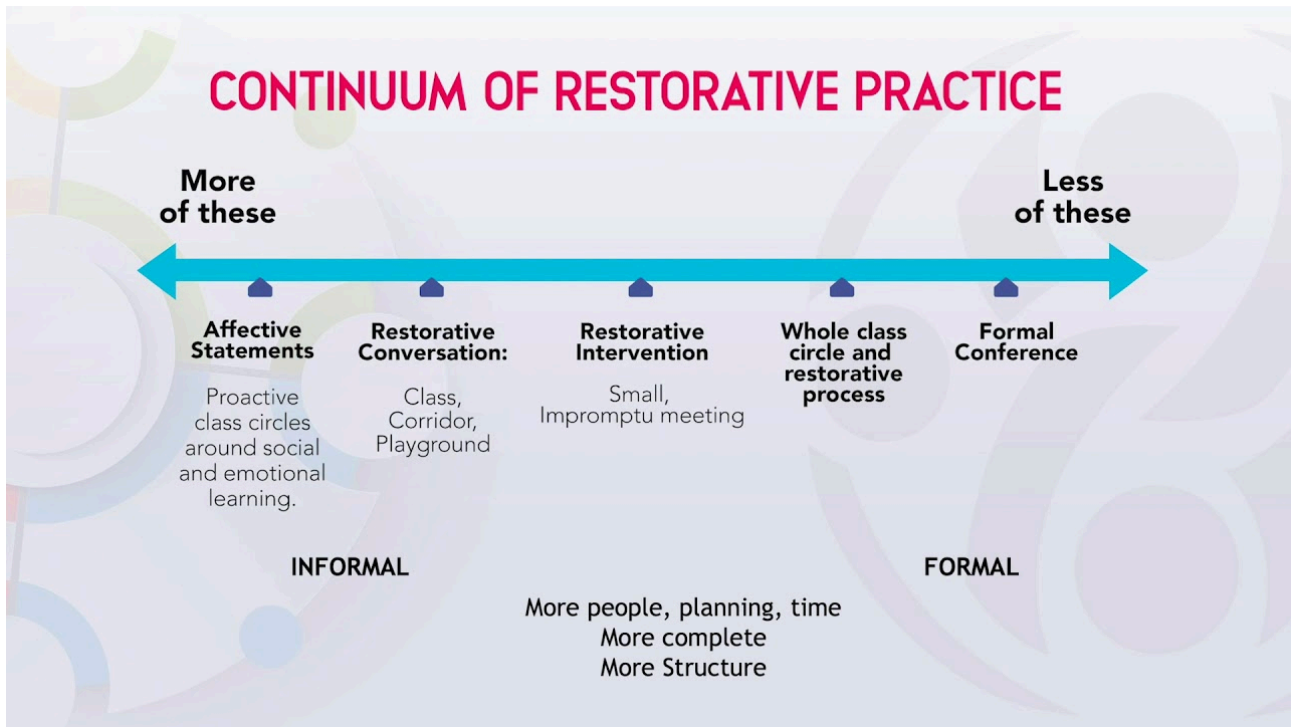 CONTINUUM OF RESTORATIVE PRACTICE
More
of these
Less
of these
Affective
Statements
Proactive
class circles
around social
and emotional
learning.
Restorative
Conversation:
Class,
Corridor,
Playground
Restorative
Intervention
Small,
Impromptu meeting
Whole class
circle and
restorative
process
Formal
Conference
INFORMAL
FORMAL
More people, planning, time
More complete
More Structure